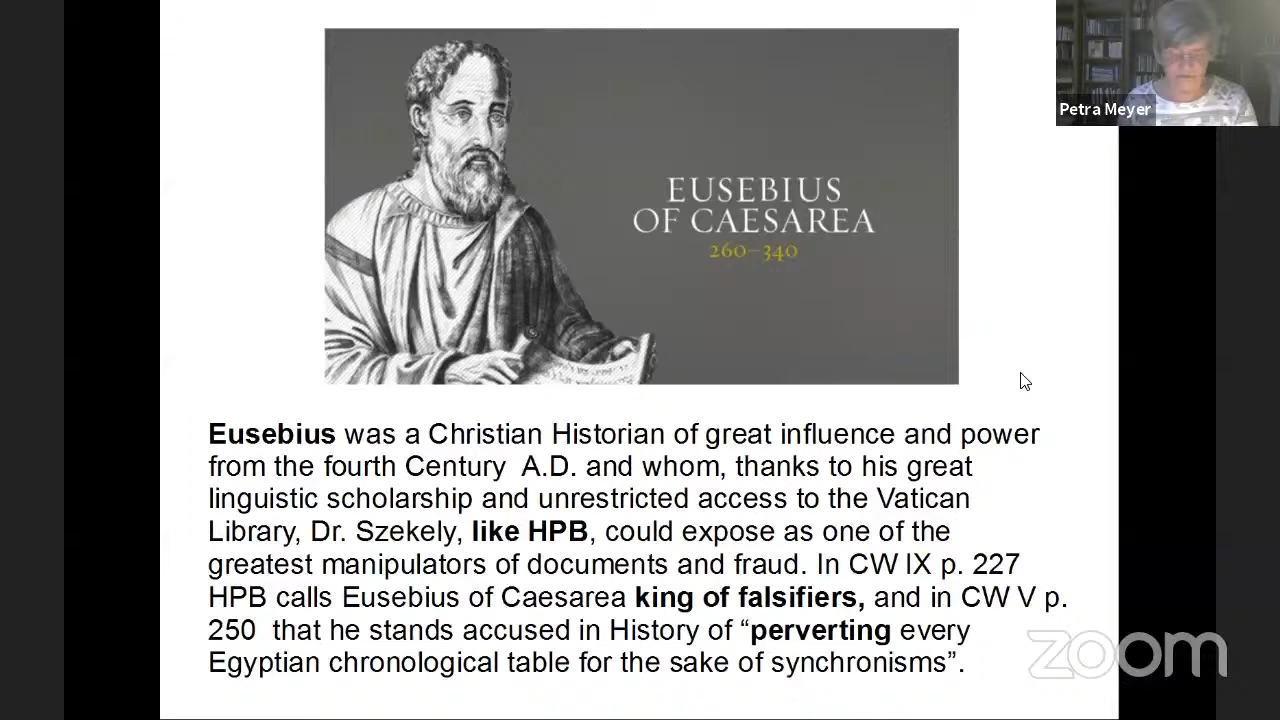 Petra Meyer
EUSEBIUS
OF CAESAREA
260–340
Eusebius was a Christian Historian of great influence and power
from the fourth Century  A.D. and whom, thanks to his great
linguistic scholarship and unrestricted access to the Vatican
Library, Dr. Szekely, like HPB, could expose as one of the
greatest manipulators of documents and fraud. In CW IX p. 227
HPB calls Eusebius of Caesarea king of falsifiers, and in CW V p.
250  that he stands accused in History of “perverting every
Egyptian chronological table for the sake of synchronisms”.
zoom